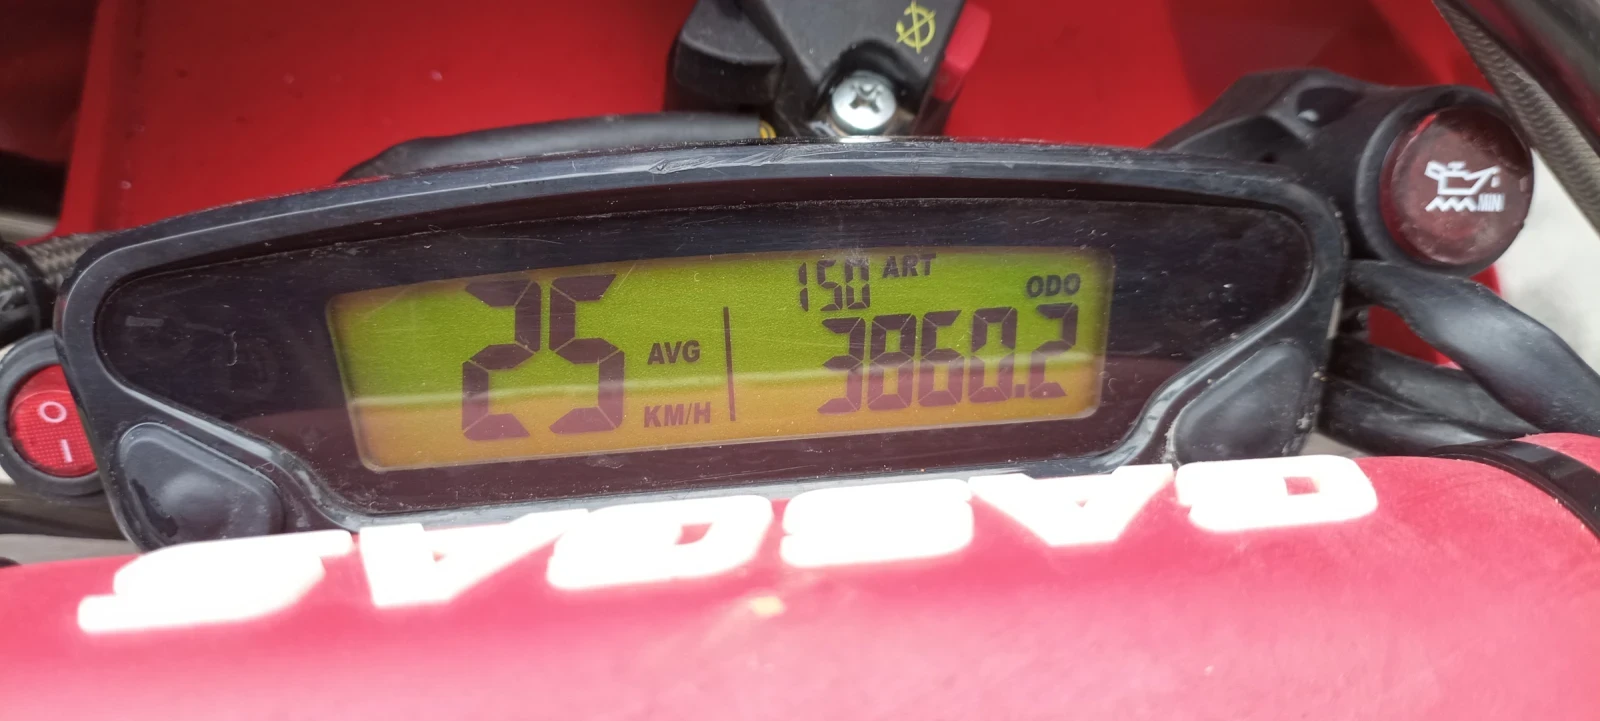 150 ART
ODO
25 AVG
KM/H
3860.2
MIN
O
I
GASGAS